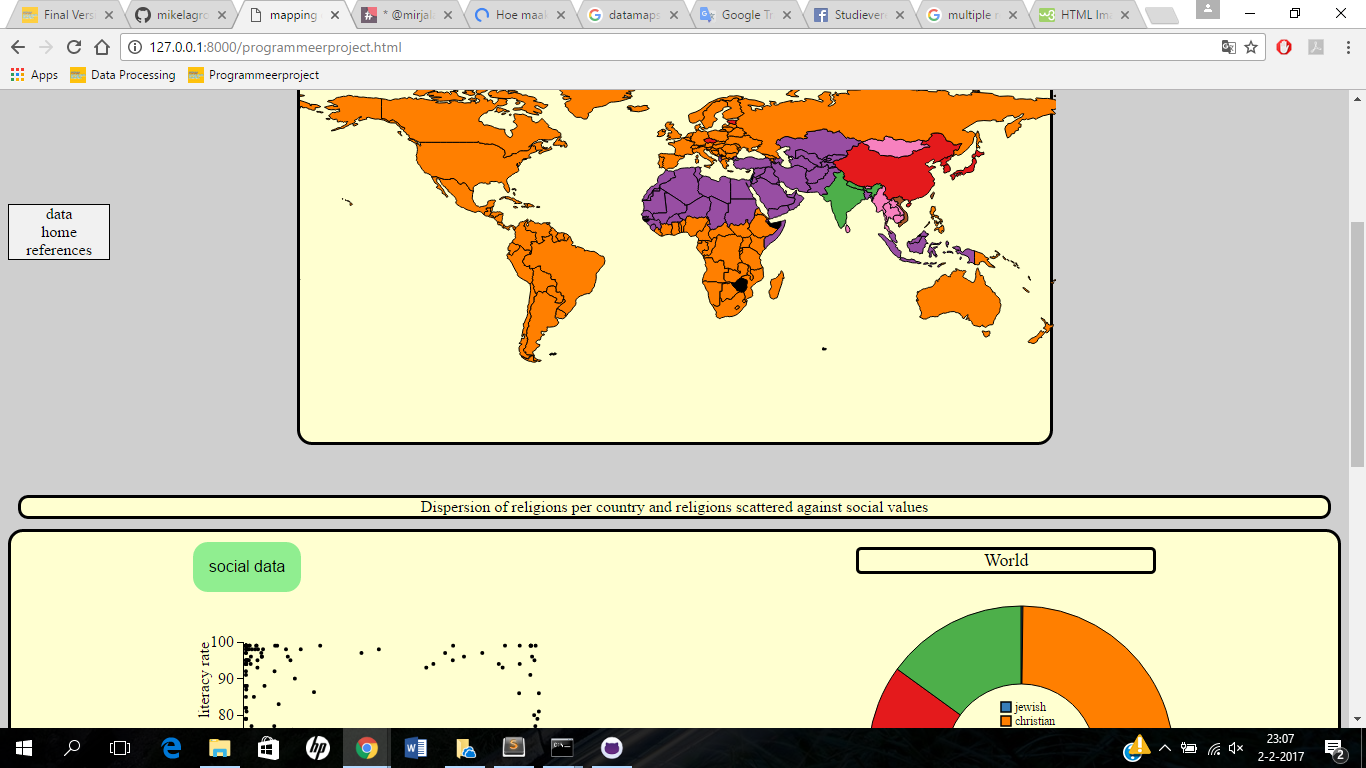 Final Vers
mikelagro
mapping
* @mirjal
Hoe maak
datamaps
Google Tr
Studieven
multiple r
HTML Ima
127.0.0.1:8000/programmeerproject.html
Apps
Data Processing
Programmeerproject
data
home
references
Dispersion of religions per country and religions scattered against social values
social data
World
100
90
80
literacy rate
jewish
christian
23:07
2-2-2017
2